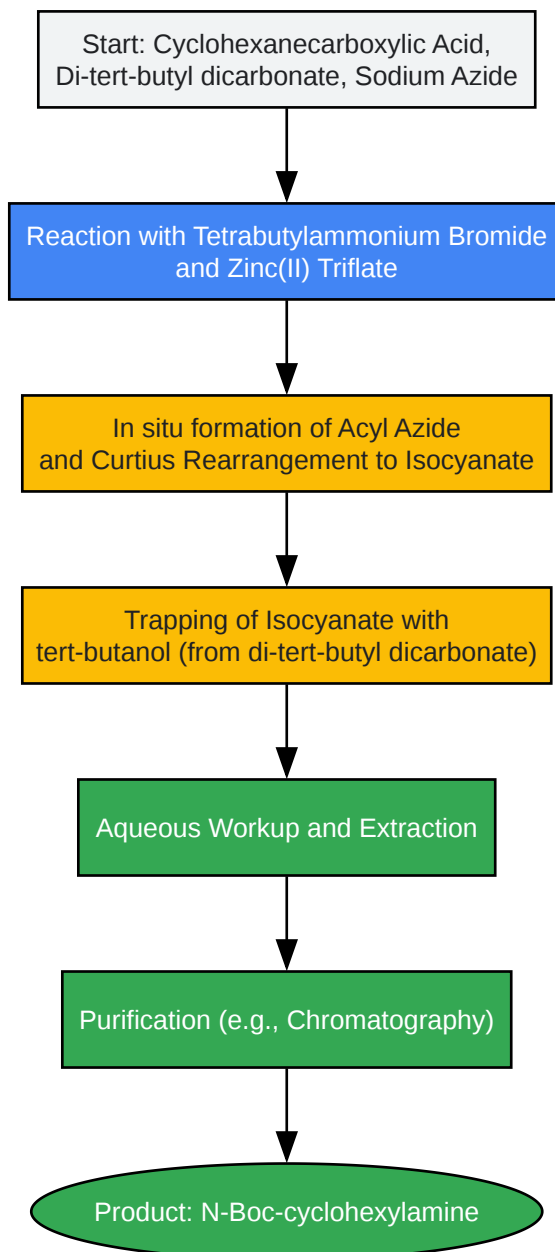 Start: Cyclohexanecarboxylic Acid,
Di-tert-butyl dicarbonate, Sodium Azide
Reaction with Tetrabutylammonium Bromide
and Zinc(II) Triflate
In situ formation of Acyl Azide
and Curtius Rearrangement to Isocyanate
Trapping of Isocyanate with
tert-butanol (from di-tert-butyl dicarbonate)
Aqueous Workup and Extraction
Purification (e.g., Chromatography)
Product: N-Boc-cyclohexylamine